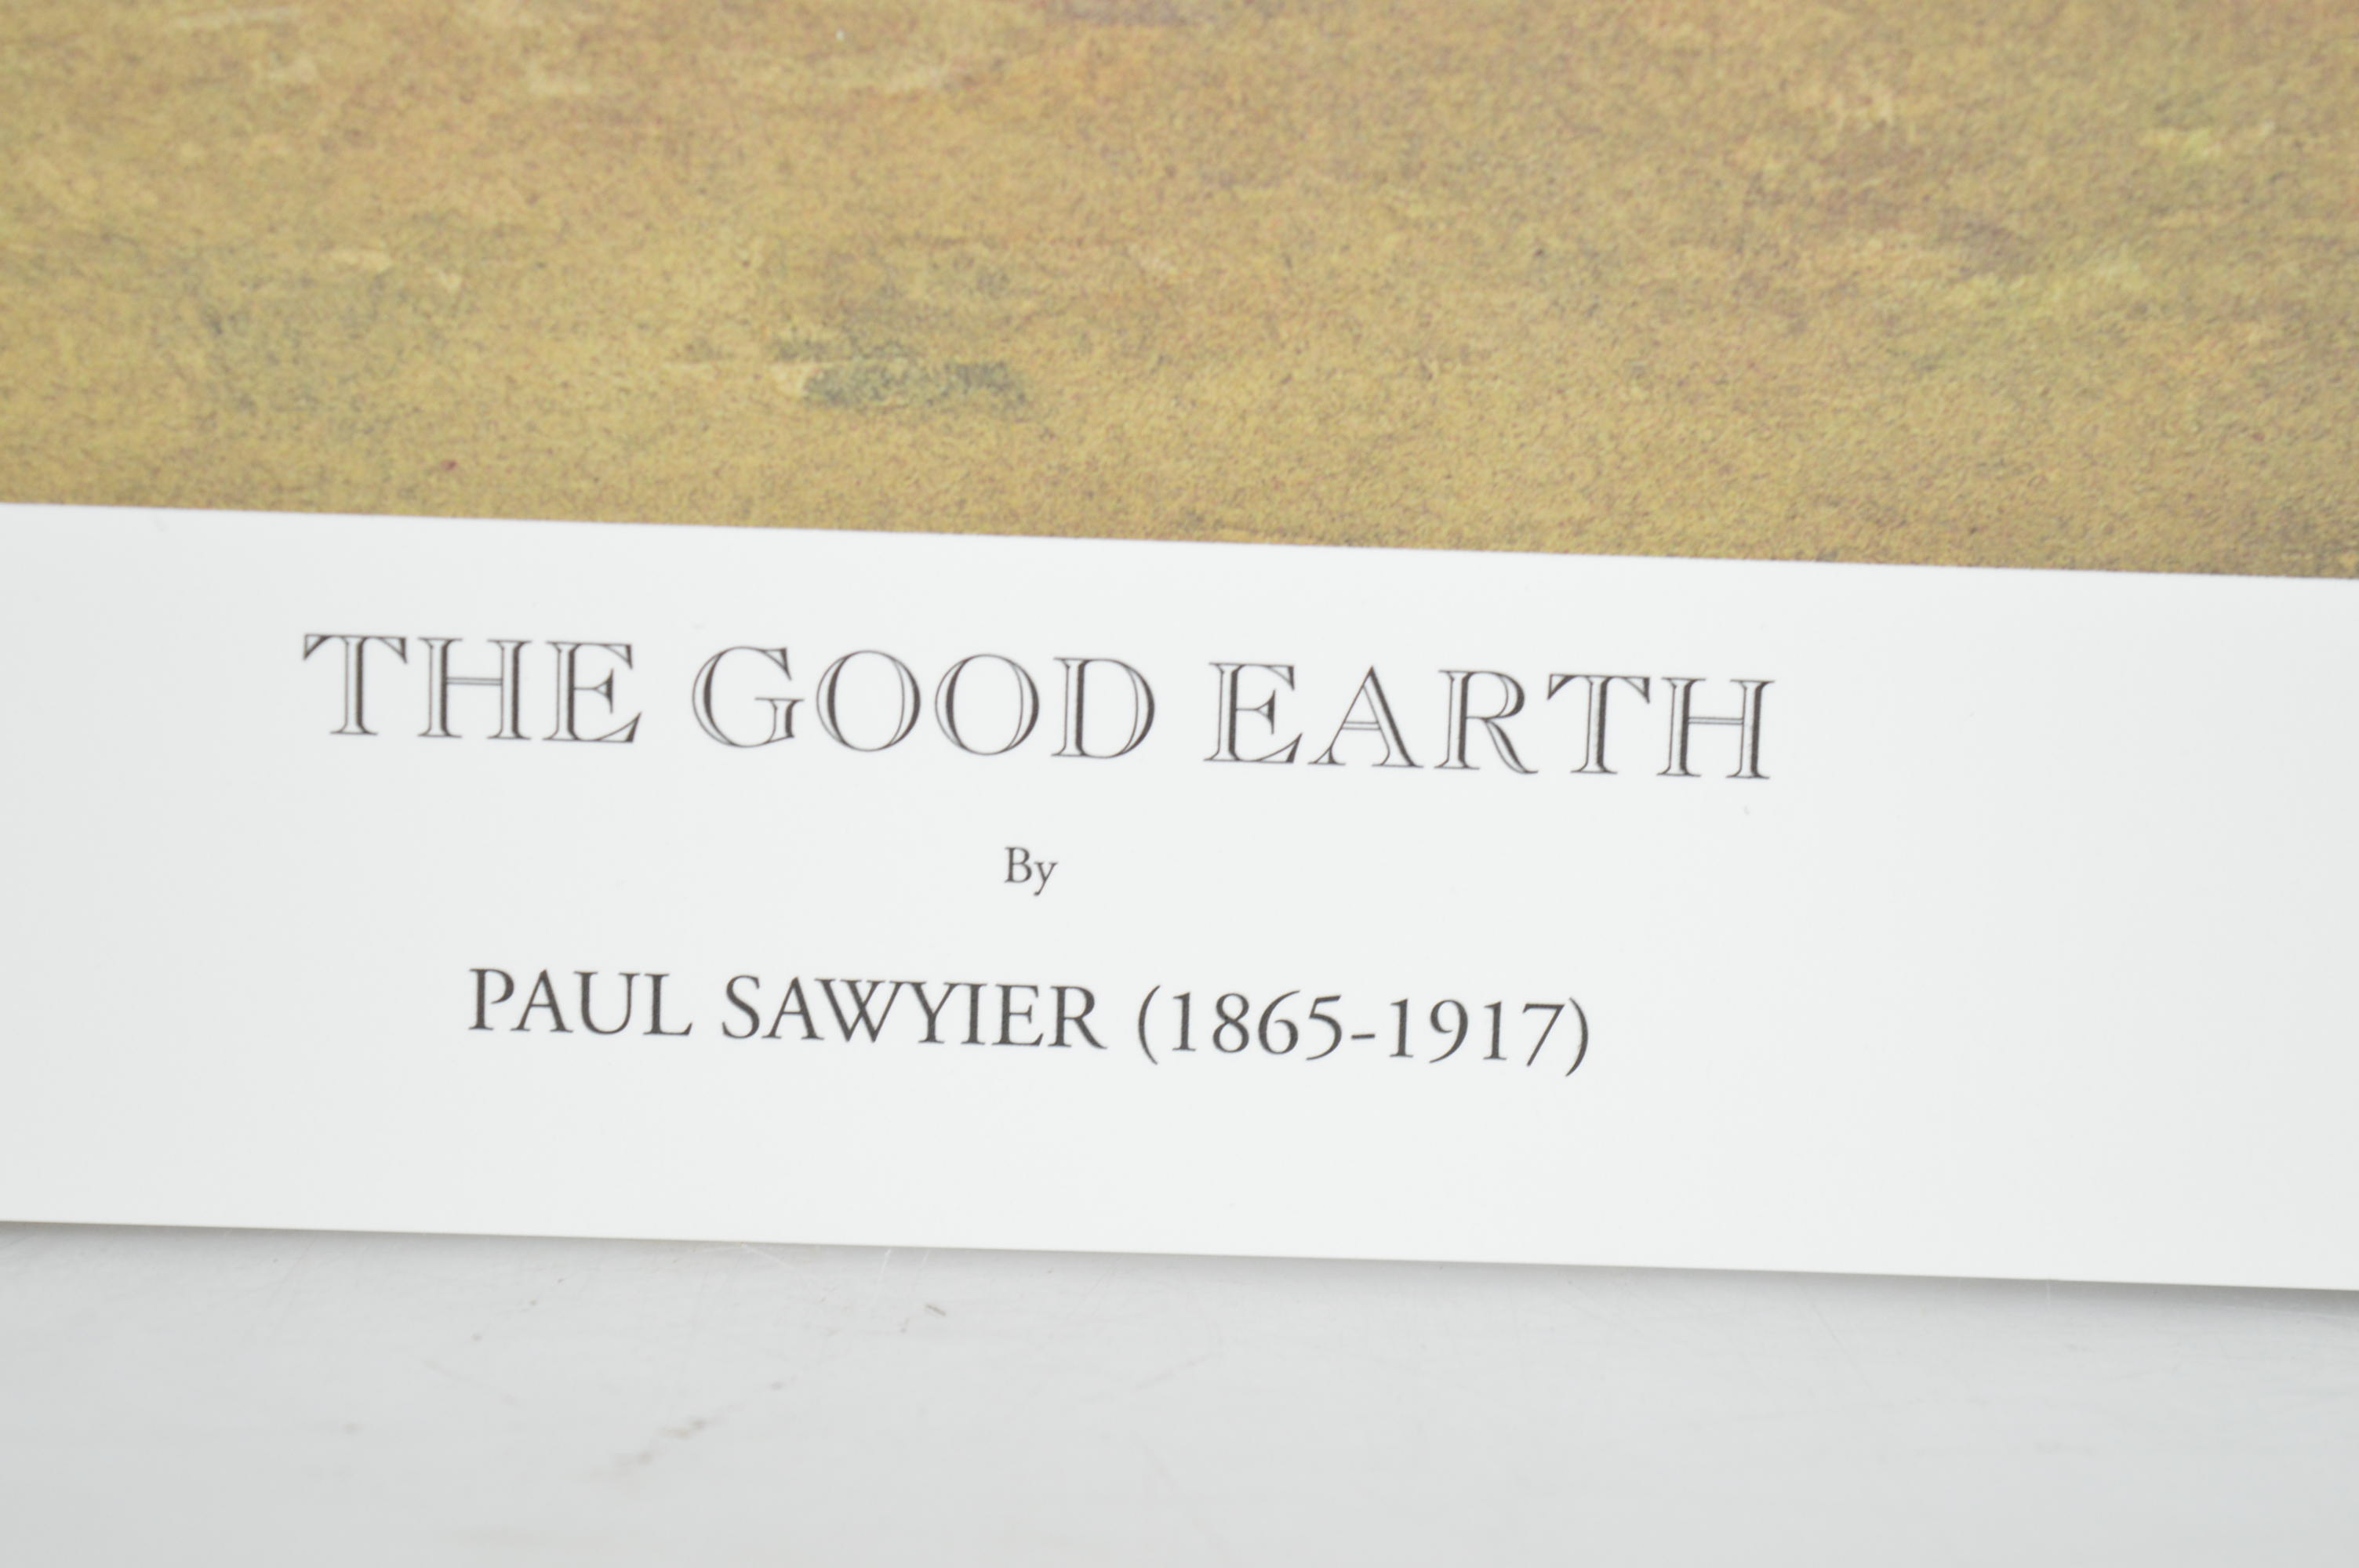 THE GOOD EARTH
By
PAUL SAWYIER (1865-1917)